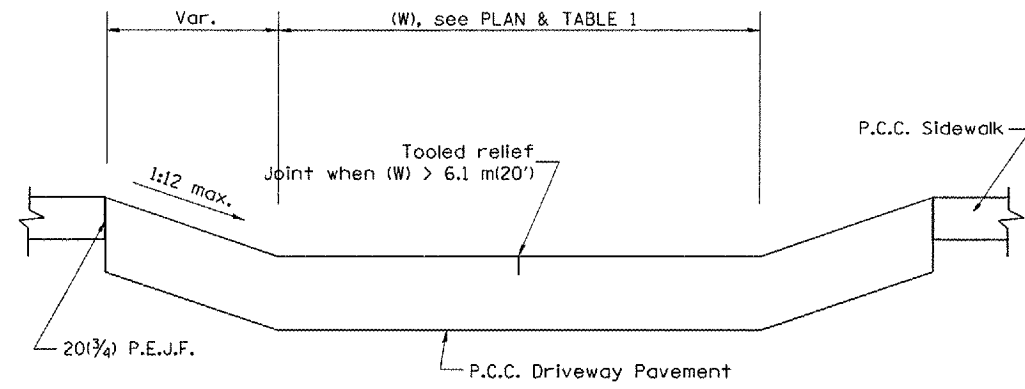 Var.
(W), see PLAN & TABLE 1
P.C.C. Sidewalk
Tooled relief
Joint when (W) > 6.1 m(20')
1:12 max.
20(3/4) P.E.J.F.
P.C.C. Driveway Pavement